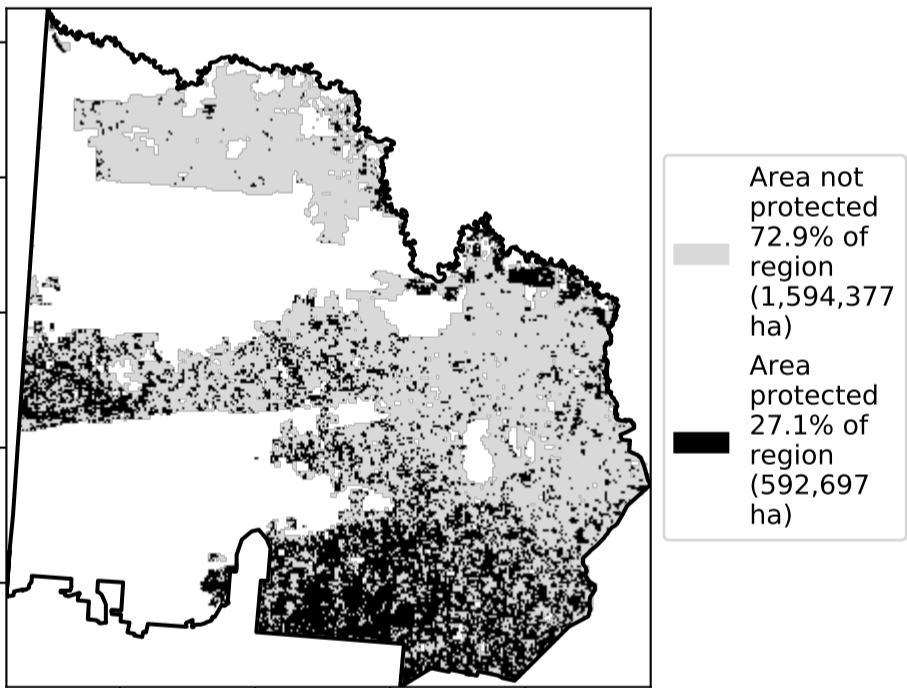 Area not
protected
72.9% of
region
(1,594,377
ha)
Area
protected
27.1% of
region
(592,697
ha)